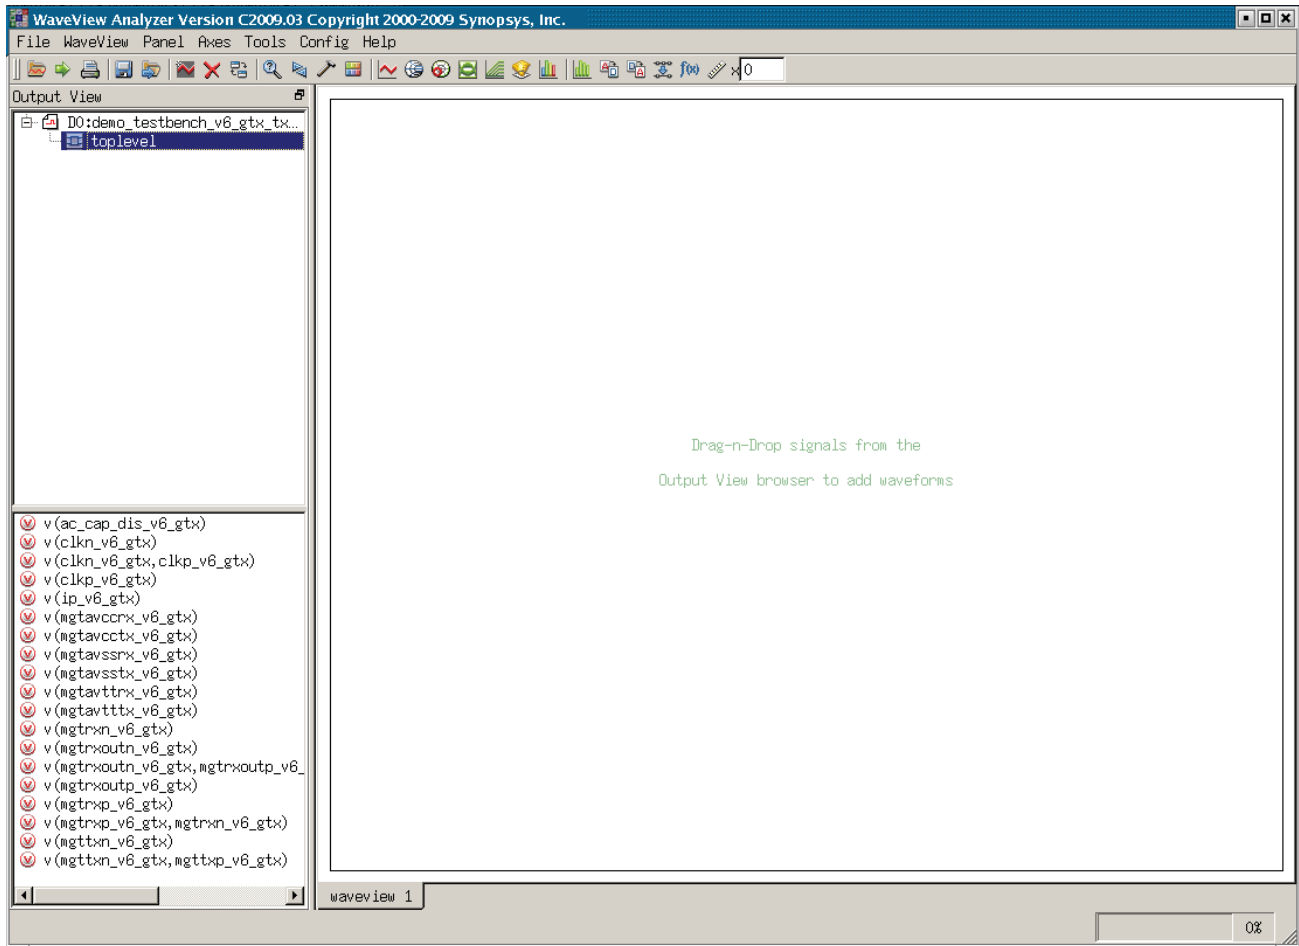 WaveView Analyzer Version C2009.03 Copyright 2000-2009 Synopsys, Inc.
File WaveView Panel Axes Tools Config Help
f(x) x 0
Output View
D0:demo_testbench_v6_gtx_tx...
toplevel
Drag-n-Drop signals from the
Output View browser to add waveforms
v(ac_cap_dis_v6_gtx)
v(clkn_v6_gtx)
v(clkn_v6_gtx,clkp_v6_gtx)
v(clkp_v6_gtx)
v(ip_v6_gtx)
v(mgtavccrx_v6_gtx)
v(mgtavcctx_v6_gtx)
v(mgtavssrx_v6_gtx)
v(mgtavsstx_v6_gtx)
v(mgtavttrx_v6_gtx)
v(mgtavtttx_v6_gtx)
v(mgtrxn_v6_gtx)
v(mgtrxoutn_v6_gtx)
v(mgtrxoutn_v6_gtx,mgtrxoutp_v6_
v(mgtrxoutp_v6_gtx)
v(mgtrxp_v6_gtx)
v(mgtrxp_v6_gtx,mgtrxn_v6_gtx)
v(mgttxn_v6_gtx)
v(mgttxn_v6_gtx,mgttxp_v6_gtx)
waveview 1
0%